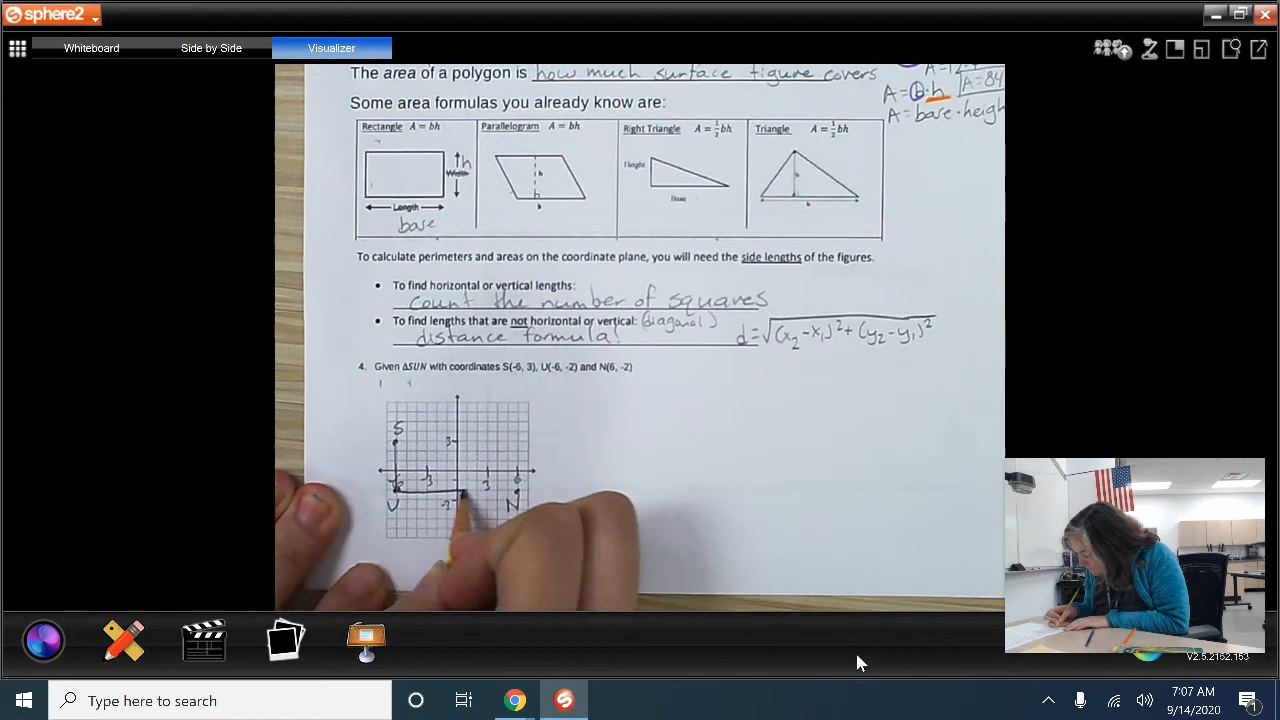 sphere2
Whiteboard Side by Side Visualizer
The area of a polygon is how much surface figure covers
A=84
A = b·h
A = base·heigh
Some area formulas you already know are:
Rectangle A = bh Parallelogram A = bh Right Triangle A = ½bh Triangle A = ½bh
h
Width
Length
base
h
b
Height
Base
h
b
To calculate perimeters and areas on the coordinate plane, you will need the side lengths of the figures.
• To find horizontal or vertical lengths:
count the number of squares
• To find lengths that are not horizontal or vertical: (diagonal)
distance formula! d=√(x₂-x₁)²+(y₂-y₁)²
4. Given ΔSUN with coordinates S(-6, 3), U(-6, -2) and N(6, -2)
S
3
-3
3
U
-3
N
V2.5.2152.153
Type here to search
7:07 AM
9/14/2020
1